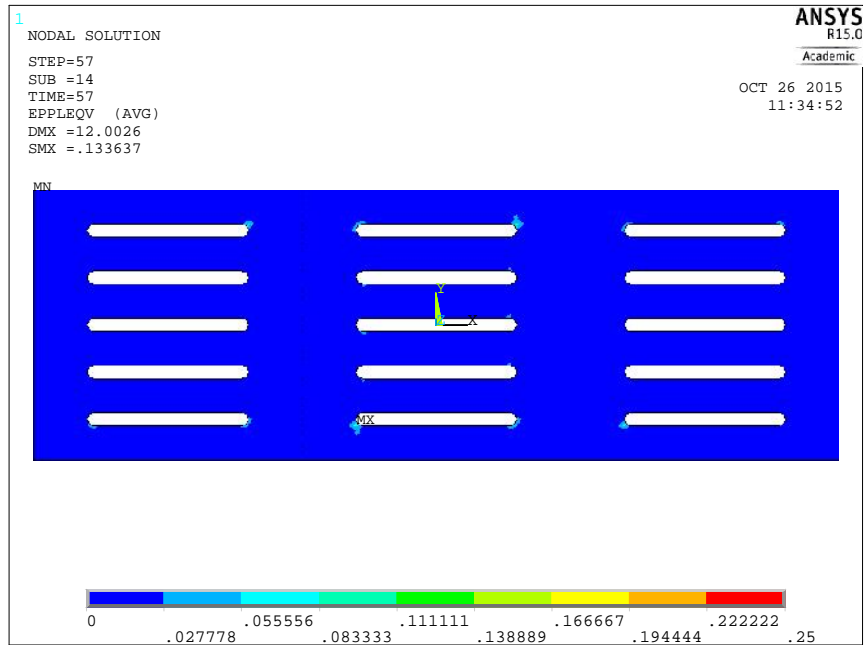 1
NODAL SOLUTION
STEP=57
SUB =14
TIME=57
EPPLEQV (AVG)
DMX =12.0026
SMX =.133637
ANSYS
R15.0
Academic
OCT 26 2015
11:34:52
MN
Y
X
MX
0 .055556 .111111 .166667 .222222
.027778 .083333 .138889 .194444 .25